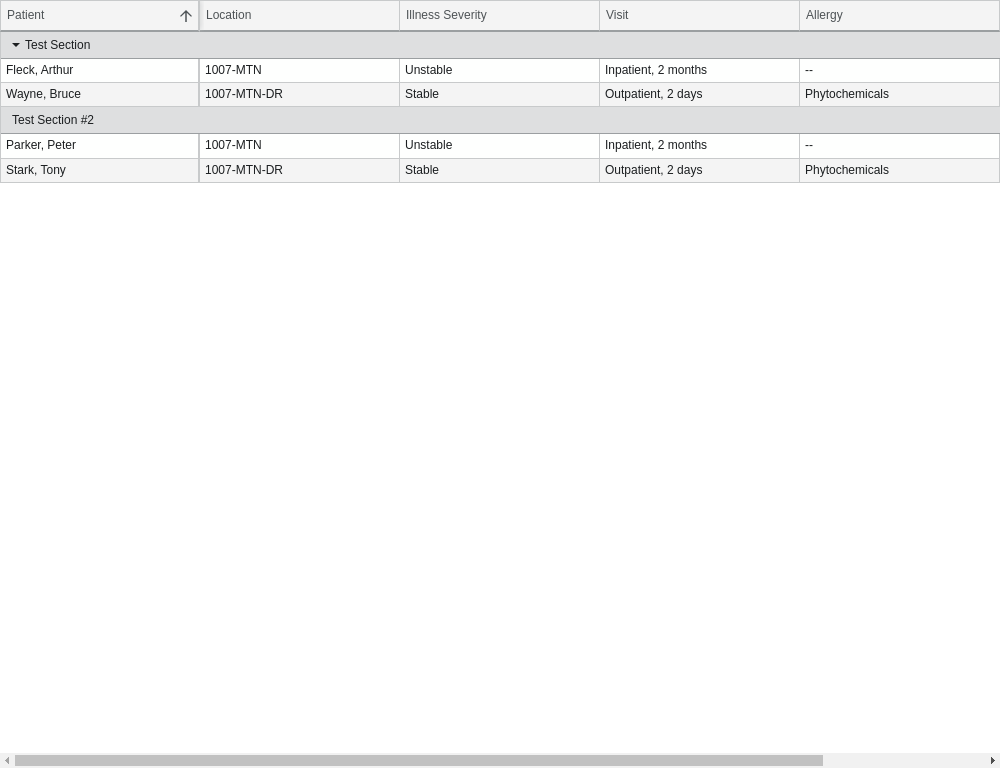 Patient Location Illness Severity Visit Allergy
Test Section
Fleck, Arthur 1007-MTN Unstable Inpatient, 2 months --
Wayne, Bruce 1007-MTN-DR Stable Outpatient, 2 days Phytochemicals
Test Section #2
Parker, Peter 1007-MTN Unstable Inpatient, 2 months --
Stark, Tony 1007-MTN-DR Stable Outpatient, 2 days Phytochemicals